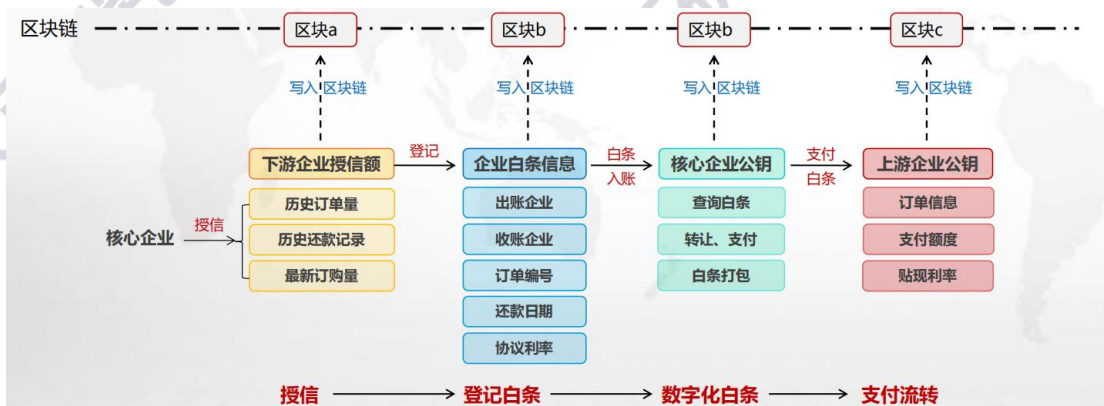 区块链
区块a
区块b
区块b
区块c
写入 区块链
写入 区块链
写入 区块链
写入 区块链
下游企业授信额
登记
企业白条信息
白条
入账
核心企业公钥
支付
白条
上游企业公钥
核心企业
授信
历史订单量
历史还款记录
最新订购量
出账企业
收账企业
订单编号
还款日期
协议利率
查询白条
转让、支付
白条打包
订单信息
支付额度
贴现利率
授信
登记白条
数字化白条
支付流转